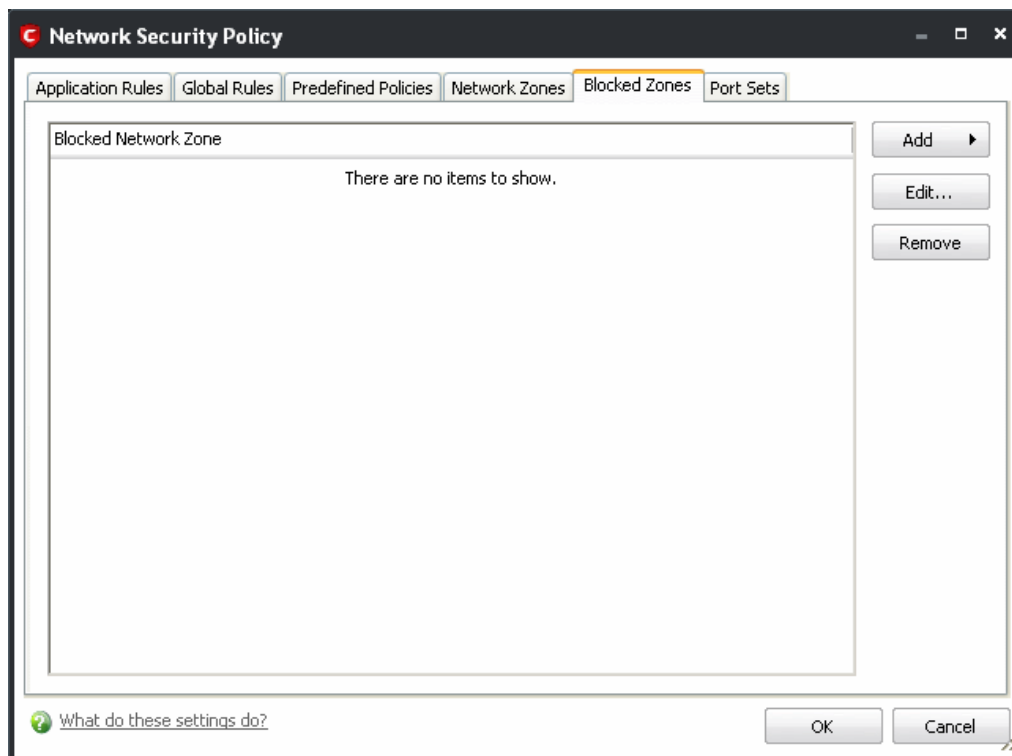 Network Security Policy
Application Rules
Global Rules
Predefined Policies
Network Zones
Blocked Zones
Port Sets
Blocked Network Zone
There are no items to show.
Add
Edit...
Remove
What do these settings do?
OK
Cancel